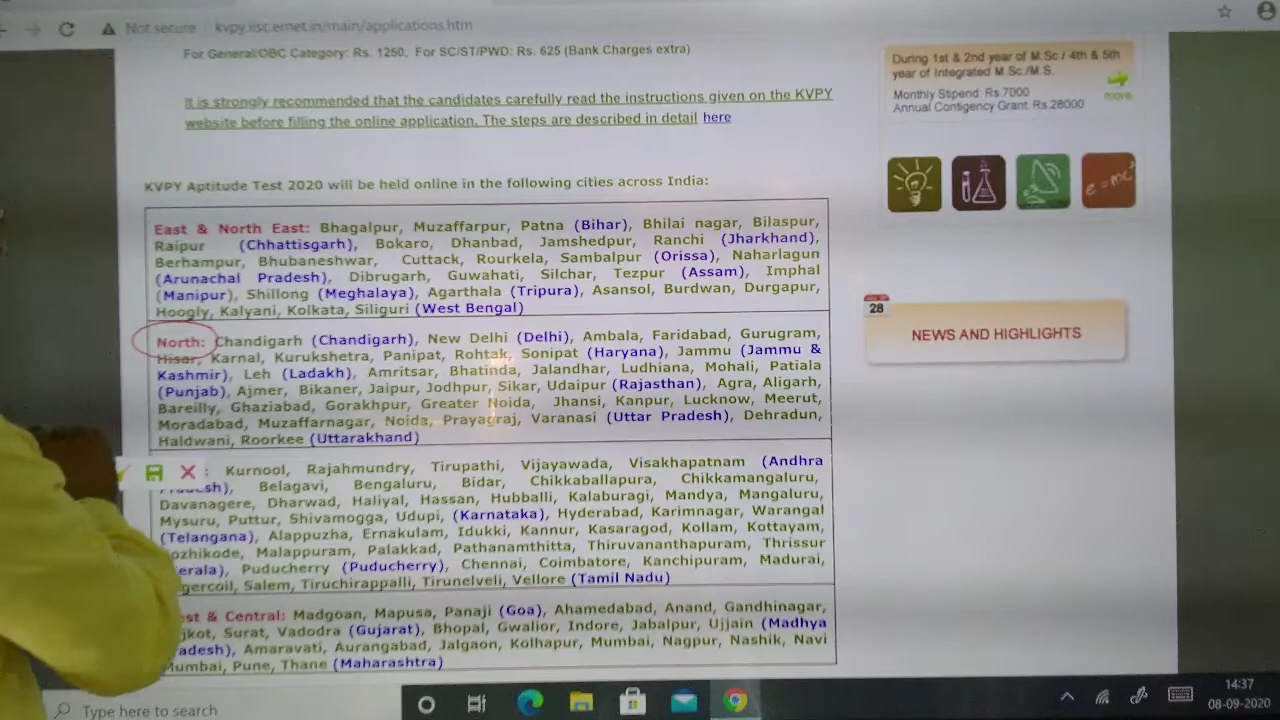 Not secure kvpy.iisc.ernet.in/main/applications.htm
For General/OBC Category: Rs. 1250, For SC/ST/PWD: Rs. 625 (Bank Charges extra)
It is strongly recommended that the candidates carefully read the instructions given on the KVPY
website before filling the online application. The steps are described in detail here
KVPY Aptitude Test 2020 will be held online in the following cities across India:
East & North East: Bhagalpur, Muzaffarpur, Patna (Bihar), Bhilai nagar, Bilaspur,
Raipur (Chhattisgarh), Bokaro, Dhanbad, Jamshedpur, Ranchi (Jharkhand),
Berhampur, Bhubaneshwar, Cuttack, Rourkela, Sambalpur (Orissa), Naharlagun
(Arunachal Pradesh), Dibrugarh, Guwahati, Silchar, Tezpur (Assam), Imphal
(Manipur), Shillong (Meghalaya), Agarthala (Tripura), Asansol, Burdwan, Durgapur,
Hoogly, Kalyani, Kolkata, Siliguri (West Bengal)
North: Chandigarh (Chandigarh), New Delhi (Delhi), Ambala, Faridabad, Gurugram,
Hisar, Karnal, Kurukshetra, Panipat, Rohtak, Sonipat (Haryana), Jammu (Jammu &
Kashmir), Leh (Ladakh), Amritsar, Bhatinda, Jalandhar, Ludhiana, Mohali, Patiala
(Punjab), Ajmer, Bikaner, Jaipur, Jodhpur, Sikar, Udaipur (Rajasthan), Agra, Aligarh,
Bareilly, Ghaziabad, Gorakhpur, Greater Noida, Jhansi, Kanpur, Lucknow, Meerut,
Moradabad, Muzaffarnagar, Noida, Prayagraj, Varanasi (Uttar Pradesh), Dehradun,
Haldwani, Roorkee (Uttarakhand)
: Kurnool, Rajahmundry, Tirupathi, Vijayawada, Visakhapatnam (Andhra
Belagavi, Bengaluru, Bidar, Chikkaballapura, Chikkamangaluru,
Davanagere, Dharwad, Haliyal, Hassan, Hubballi, Kalaburagi, Mandya, Mangaluru,
Mysuru, Puttur, Shivamogga, Udupi, (Karnataka), Hyderabad, Karimnagar, Warangal
(Telangana), Alappuzha, Ernakulam, Idukki, Kannur, Kasaragod, Kollam, Kottayam,
ozhikode, Malappuram, Palakkad, Pathanamthitta, Thiruvananthapuram, Thrissur
erala), Puducherry (Puducherry), Chennai, Coimbatore, Kanchipuram, Madurai,
gercoil, Salem, Tiruchirappalli, Tirunelveli, Vellore (Tamil Nadu)
st & Central: Madgoan, Mapusa, Panaji (Goa), Ahamedabad, Anand, Gandhinagar,
jkot, Surat, Vadodra (Gujarat), Bhopal, Gwalior, Indore, Jabalpur, Ujjain (Madhya
adesh), Amaravati, Aurangabad, Jalgaon, Kolhapur, Mumbai, Nagpur, Nashik, Navi
Mumbai, Pune, Thane (Maharashtra)
During 1st & 2nd year of M.Sc / 4th & 5th
year of Integrated M.Sc./M.S.
Monthly Stipend: Rs.7000
Annual Contigency Grant: Rs.28000
more
e = mc²
28
NEWS AND HIGHLIGHTS
Type here to search
14:37
08-09-2020